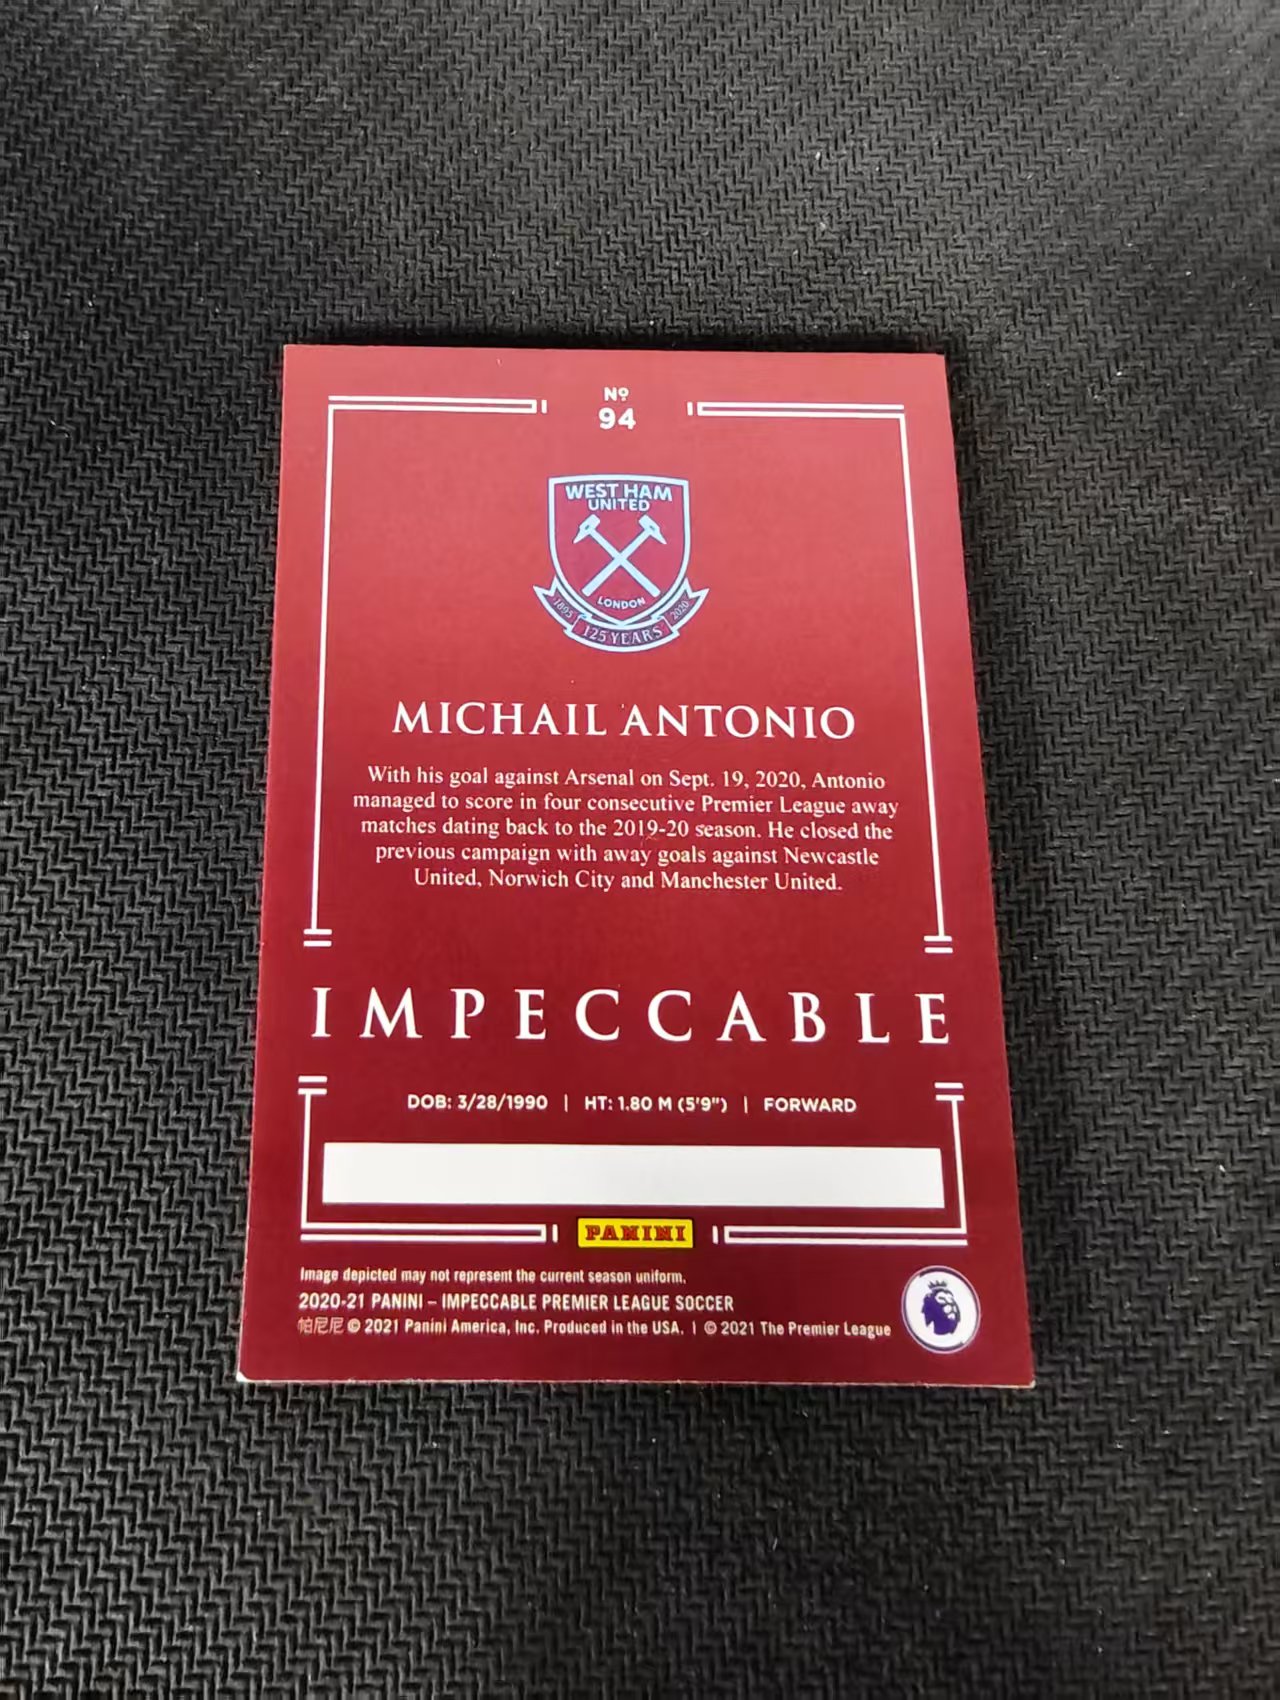 Nº
94
WEST HAM
UNITED
LONDON
1895 125 YEARS 2020
MICHAIL ANTONIO
With his goal against Arsenal on Sept. 19, 2020, Antonio
managed to score in four consecutive Premier League away
matches dating back to the 2019-20 season. He closed the
previous campaign with away goals against Newcastle
United, Norwich City and Manchester United.
IMPECCABLE
DOB: 3/28/1990 | HT: 1.80 M (5'9") | FORWARD
PANINI
Image depicted may not represent the current season uniform.
2020-21 PANINI – IMPECCABLE PREMIER LEAGUE SOCCER
帕尼尼 © 2021 Panini America, Inc. Produced in the USA. | © 2021 The Premier League